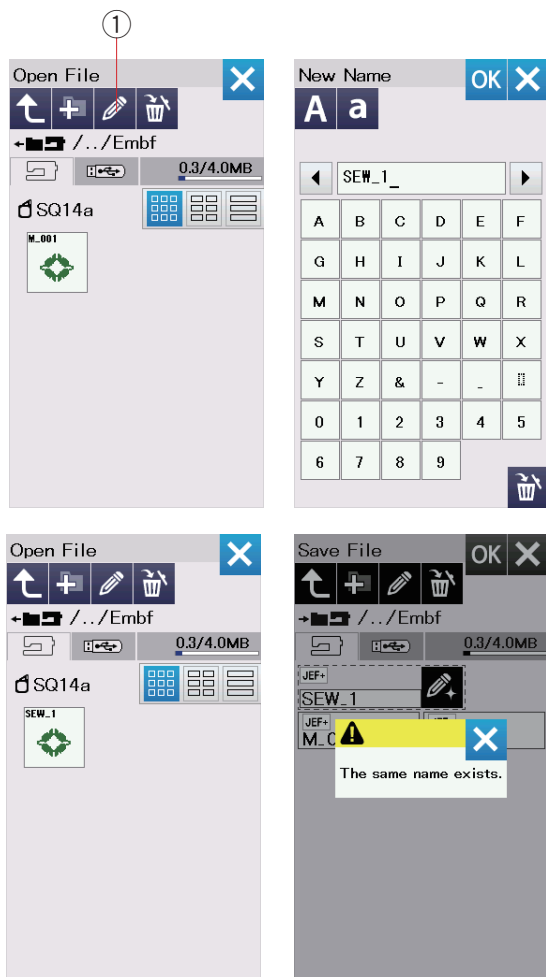 1
Open File
/../Embf
0.3/4.0MB
SQ14a
M_001
New Name
OK
A a
SEW_1_
A B C D E F
G H I J K L
M N O P Q R
S T U V W X
Y Z & - _
0 1 2 3 4 5
6 7 8 9
Open File
/../Embf
0.3/4.0MB
SQ14a
SEW_1
Save File
OK
/../Embf
0.3/4.0MB
JEF+
SEW_1
JEF+
The same name exists.